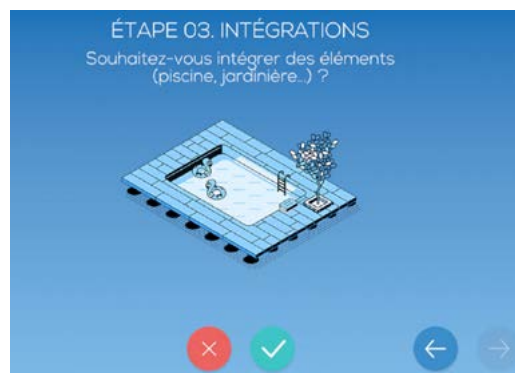 ÉTAPE 03. INTÉGRATIONS
Souhaitez-vous intégrer des éléments
(piscine, jardinière...) ?